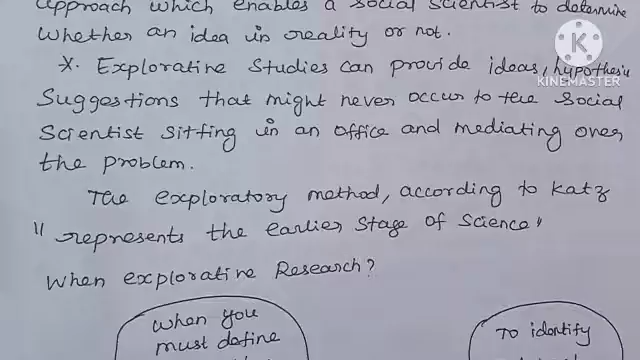 approach which enables a social scientist to determine
whether an idea in reality or not.
*. Explorative Studies can provide ideas, hypothesis
Suggestions that might never occur to the social
Scientist sitting in an office and mediating over
the problem.
The exploratory method, according to Katz
"represents the earlier stage of science"
When explorative Research?
when you
must define
To identify
K
KINEMASTER